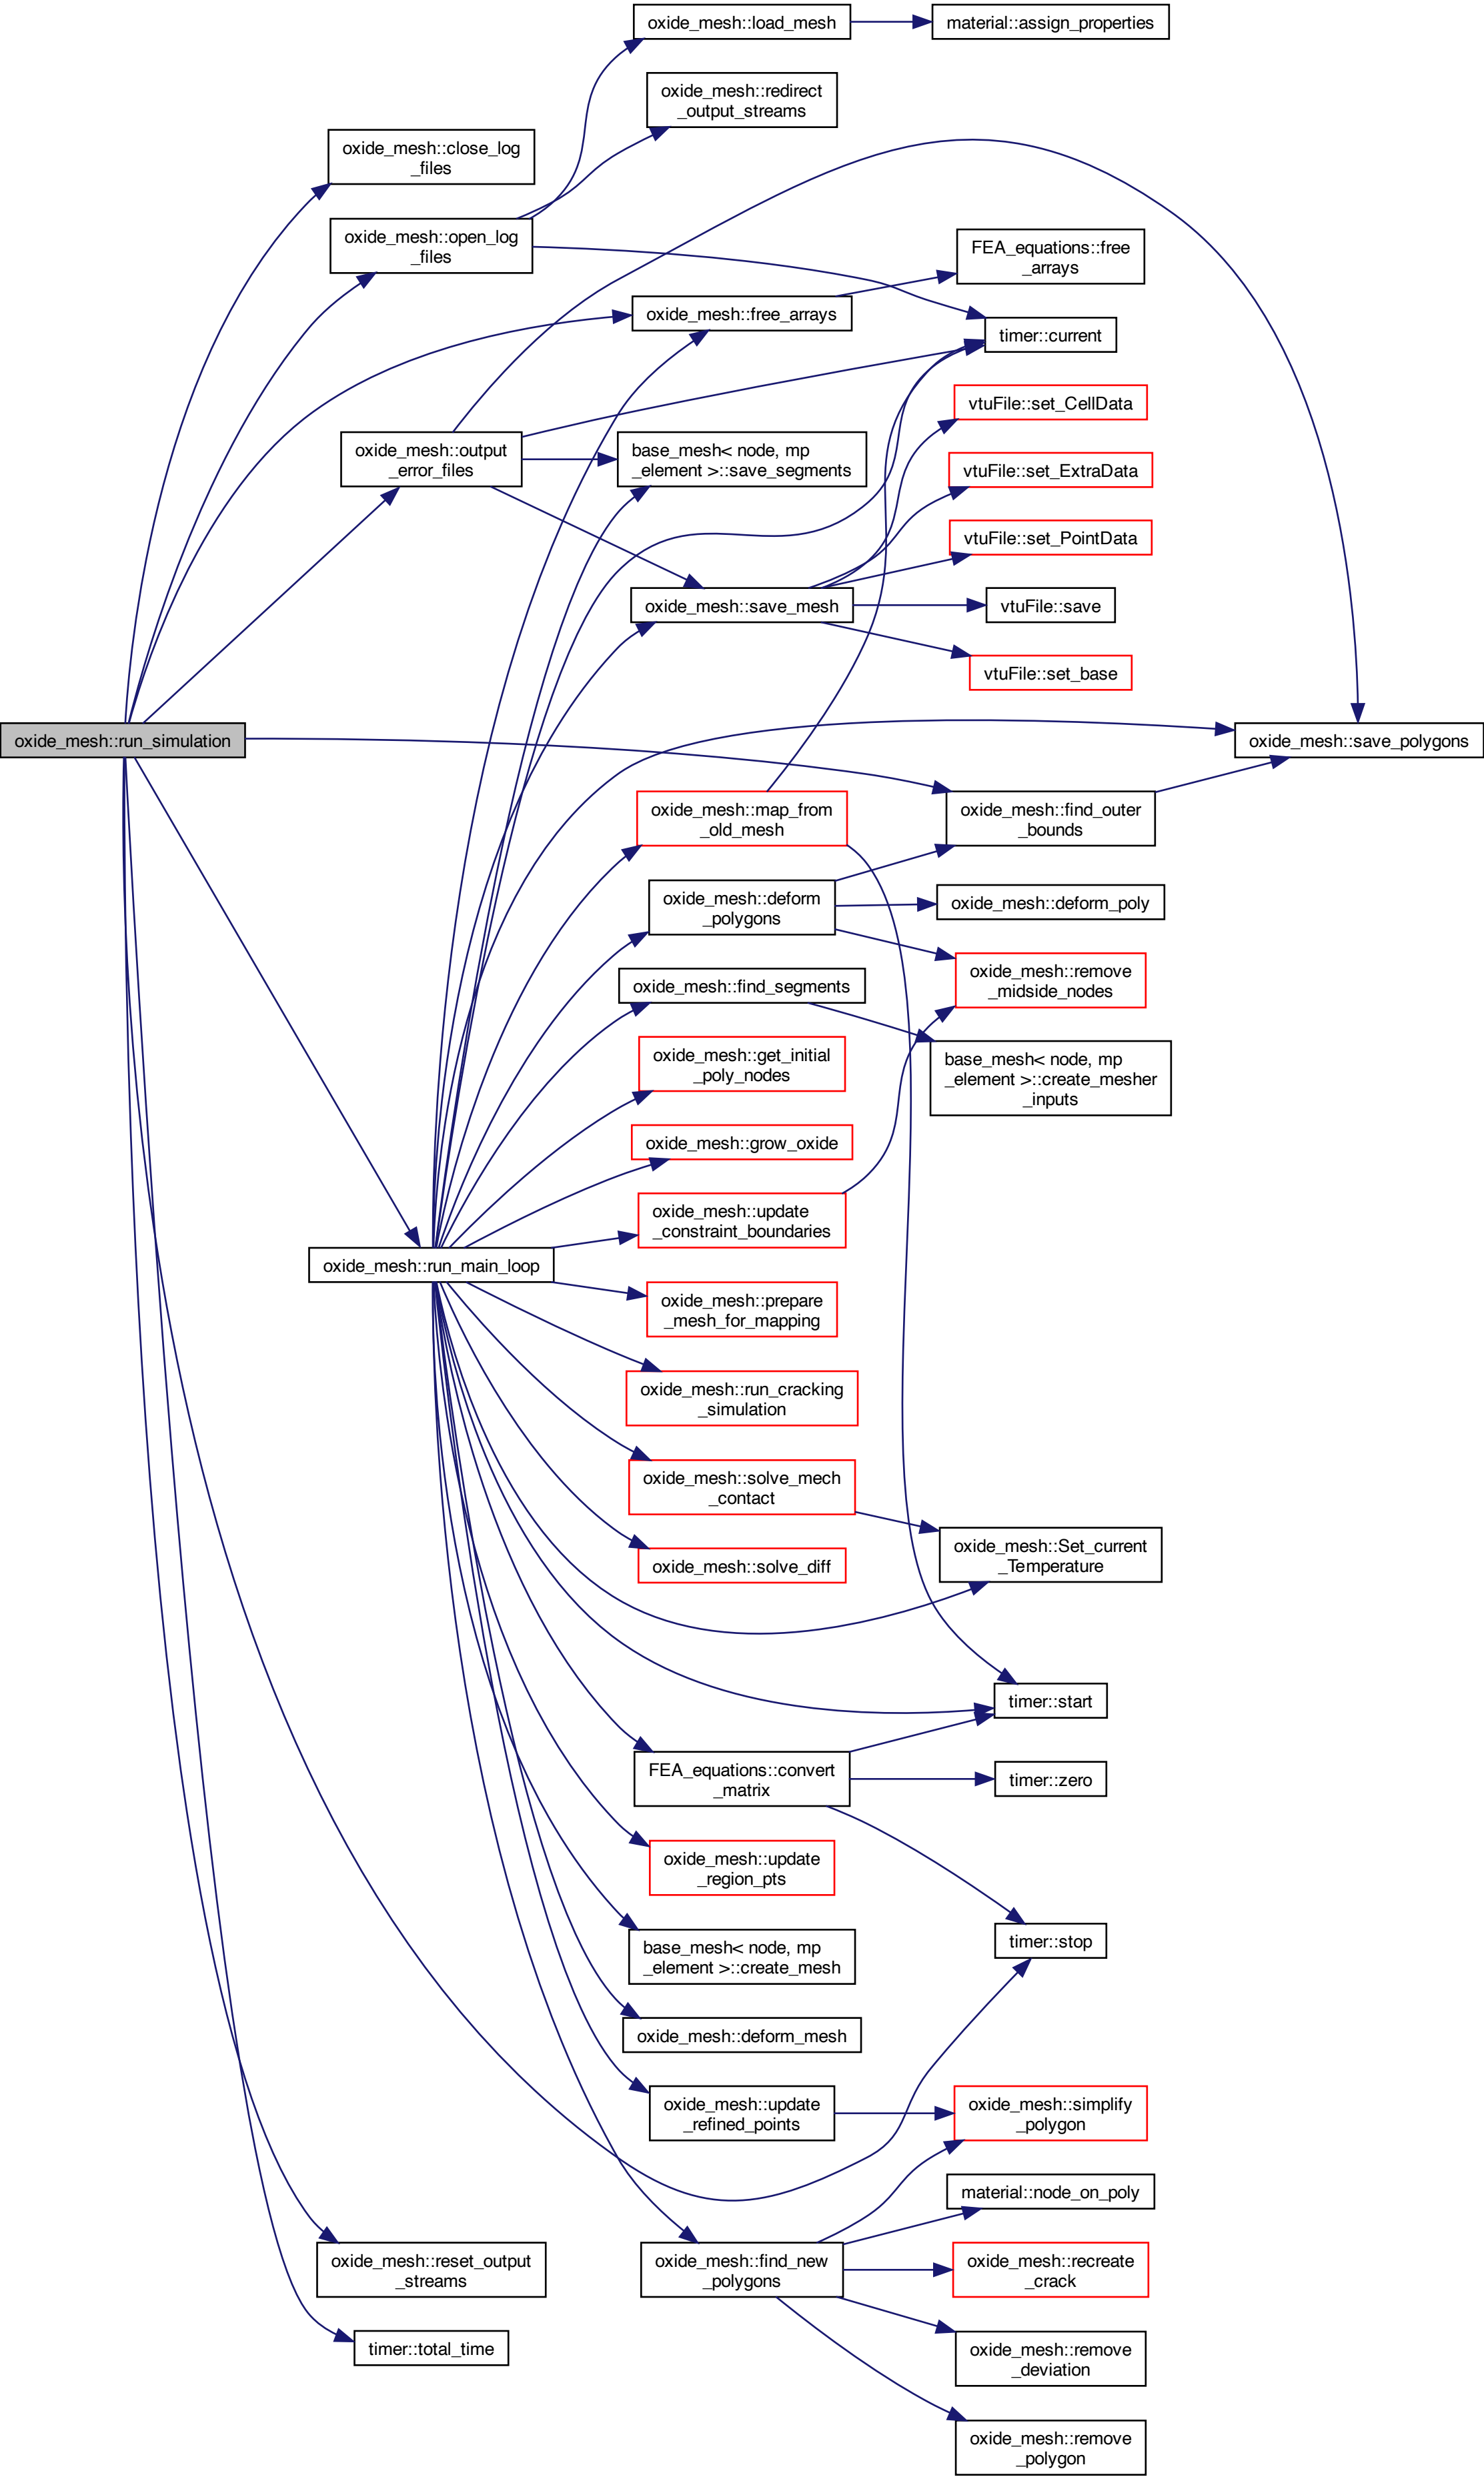 oxide_mesh::load_mesh
material::assign_properties
oxide_mesh::redirect
_output_streams
oxide_mesh::close_log
_files
oxide_mesh::open_log
_files
FEA_equations::free
_arrays
oxide_mesh::free_arrays
timer::current
vtuFile::set_CellData
oxide_mesh::output
_error_files
base_mesh< node, mp
_element >::save_segments
vtuFile::set_ExtraData
vtuFile::set_PointData
oxide_mesh::save_mesh
vtuFile::save
vtuFile::set_base
oxide_mesh::run_simulation
oxide_mesh::save_polygons
oxide_mesh::map_from
_old_mesh
oxide_mesh::find_outer
_bounds
oxide_mesh::deform
_polygons
oxide_mesh::deform_poly
oxide_mesh::remove
_midside_nodes
oxide_mesh::find_segments
oxide_mesh::get_initial
_poly_nodes
base_mesh< node, mp
_element >::create_mesher
_inputs
oxide_mesh::grow_oxide
oxide_mesh::update
_constraint_boundaries
oxide_mesh::run_main_loop
oxide_mesh::prepare
_mesh_for_mapping
oxide_mesh::run_cracking
_simulation
oxide_mesh::solve_mech
_contact
oxide_mesh::Set_current
_Temperature
oxide_mesh::solve_diff
timer::start
FEA_equations::convert
_matrix
timer::zero
oxide_mesh::update
_region_pts
timer::stop
base_mesh< node, mp
_element >::create_mesh
oxide_mesh::deform_mesh
oxide_mesh::update
_refined_points
oxide_mesh::simplify
_polygon
material::node_on_poly
oxide_mesh::reset_output
_streams
oxide_mesh::find_new
_polygons
oxide_mesh::recreate
_crack
timer::total_time
oxide_mesh::remove
_deviation
oxide_mesh::remove
_polygon